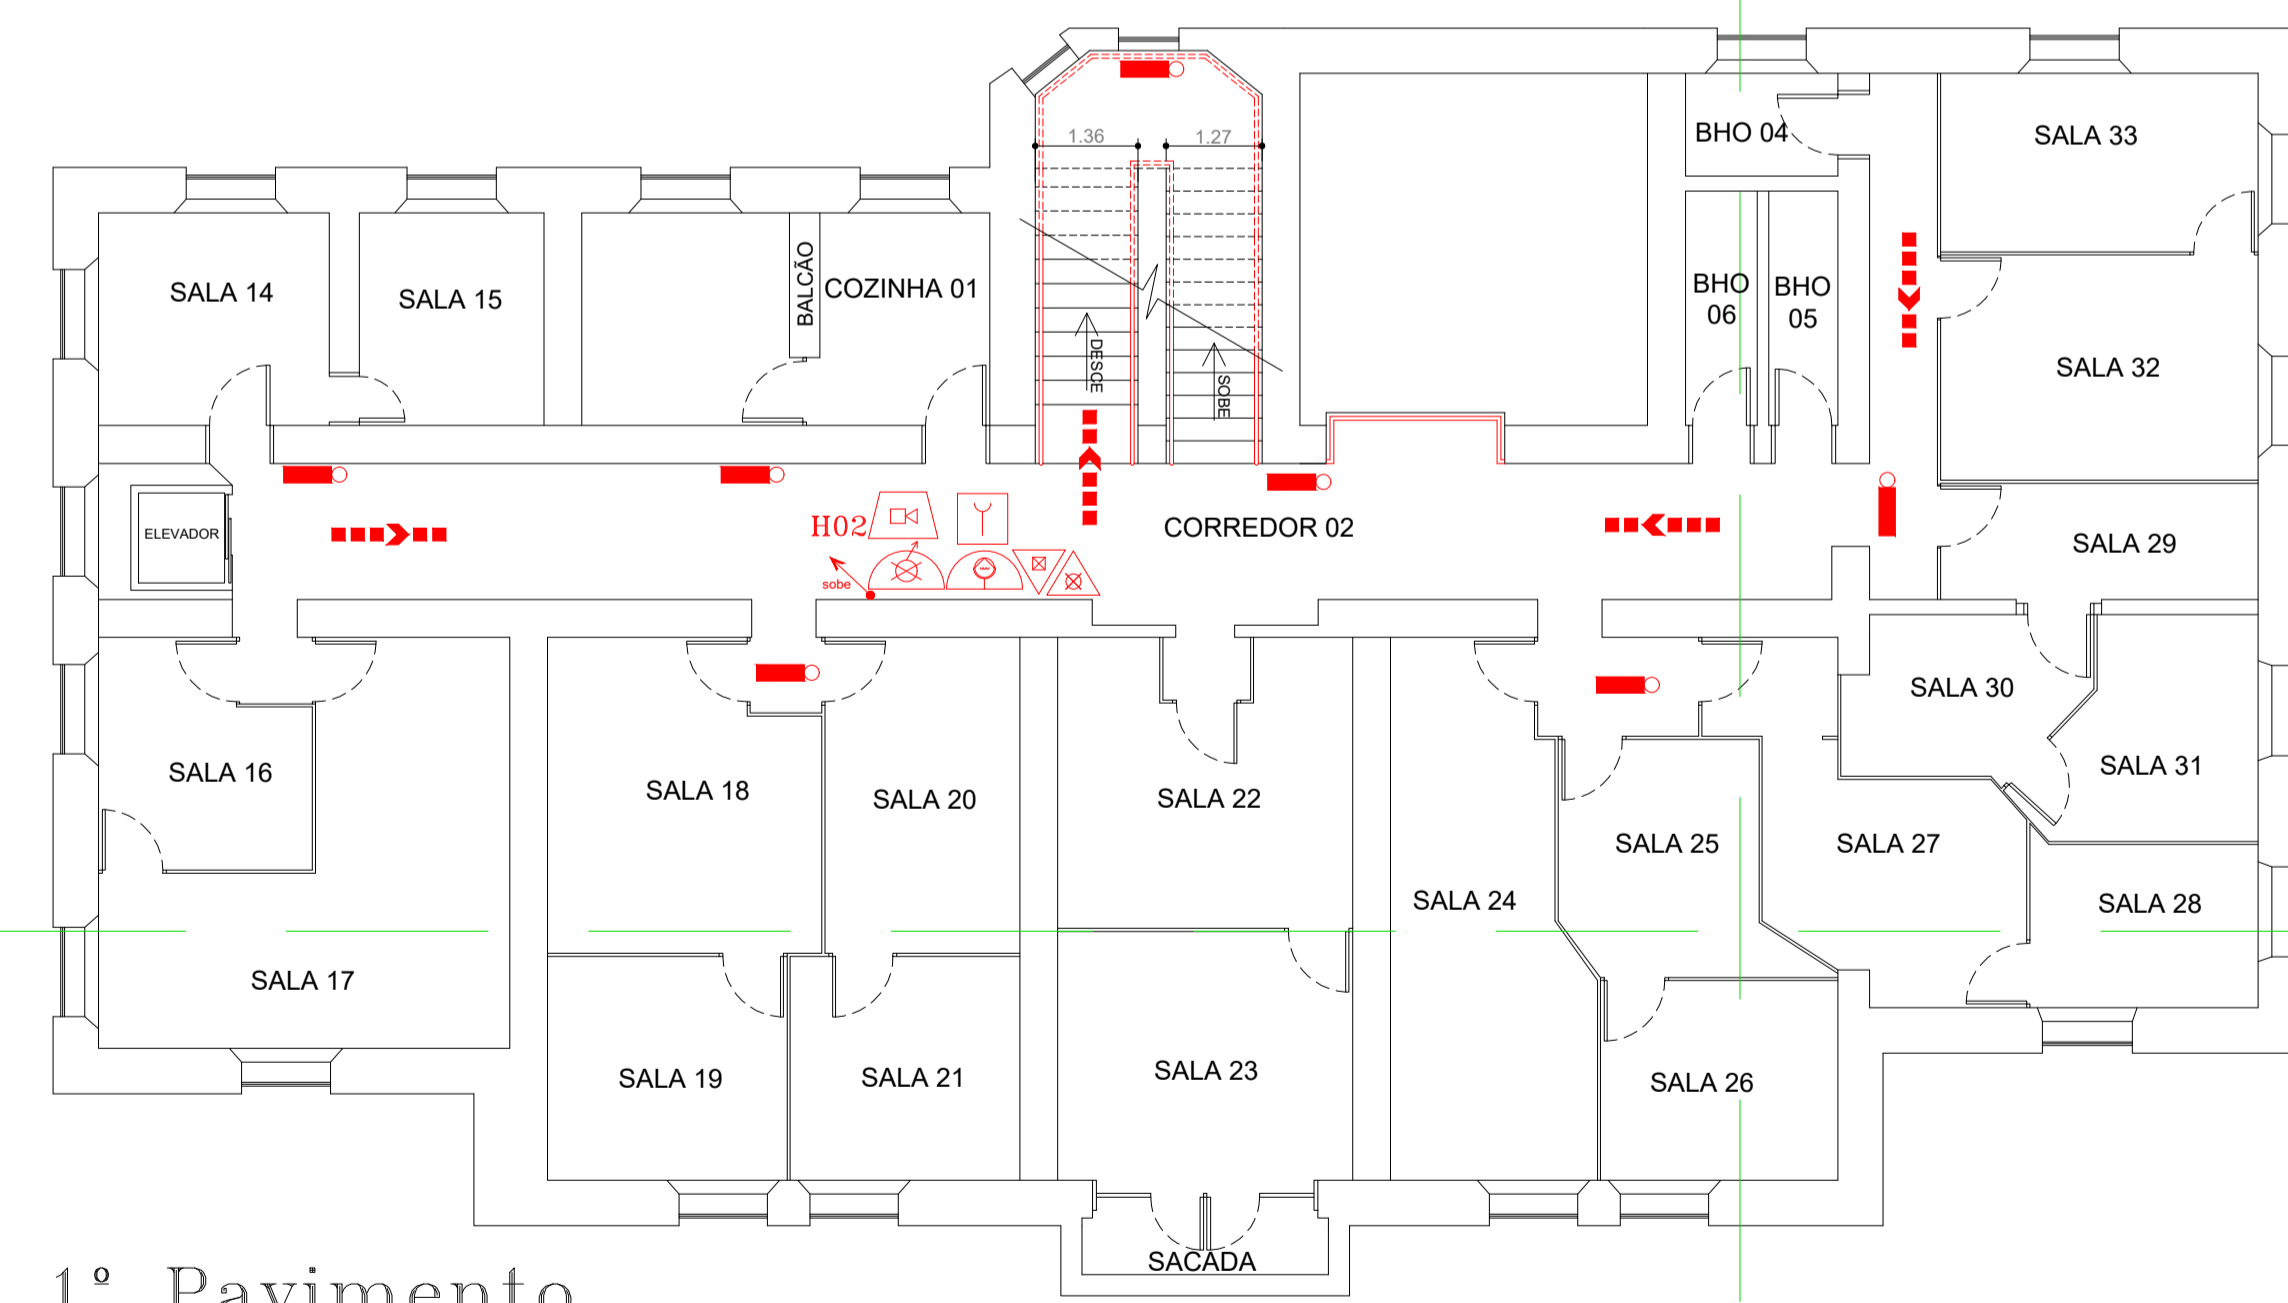 1.36
1.27
BHO 04
SALA 33
SALA 14
SALA 15
BALCÃO
COZINHA 01
DESCE
SOBE
BHO
06
BHO
05
SALA 32
ELEVADOR
H02
sobe
CORREDOR 02
SALA 29
SALA 30
SALA 31
SALA 16
SALA 18
SALA 20
SALA 22
SALA 25
SALA 27
SALA 24
SALA 28
SALA 17
SALA 19
SALA 21
SALA 23
SALA 26
SACADA
1º Pavimento